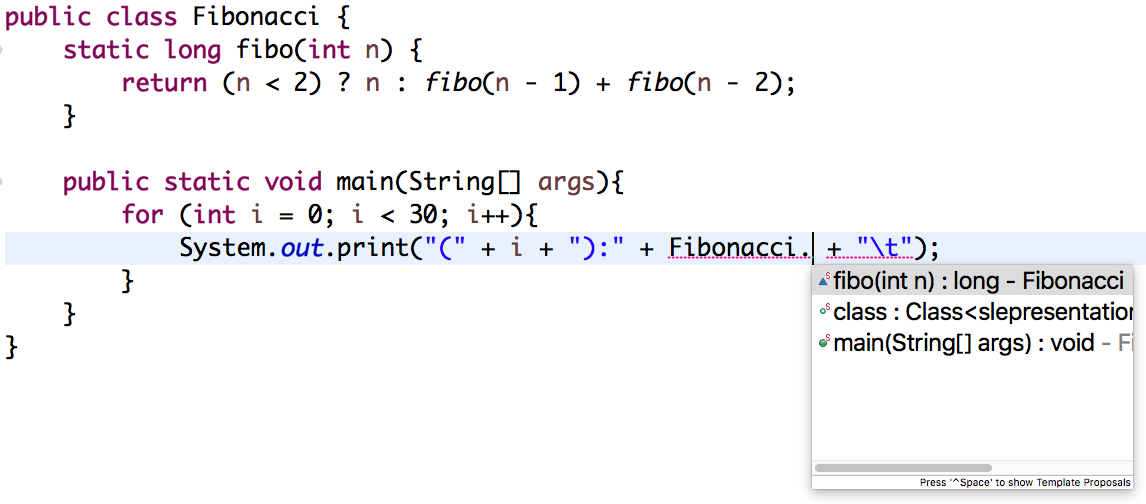 public class Fibonacci {
static long fibo(int n) {
return (n < 2) ? n : fibo(n - 1) + fibo(n - 2);
}
public static void main(String[] args){
for (int i = 0; i < 30; i++){
System.out.print("(" + i + "):" + Fibonacci. + "\t");
}
}
}
fibo(int n) : long - Fibonacci
class : Class<slepresentation
main(String[] args) : void - Fi
Press '^Space' to show Template Proposals